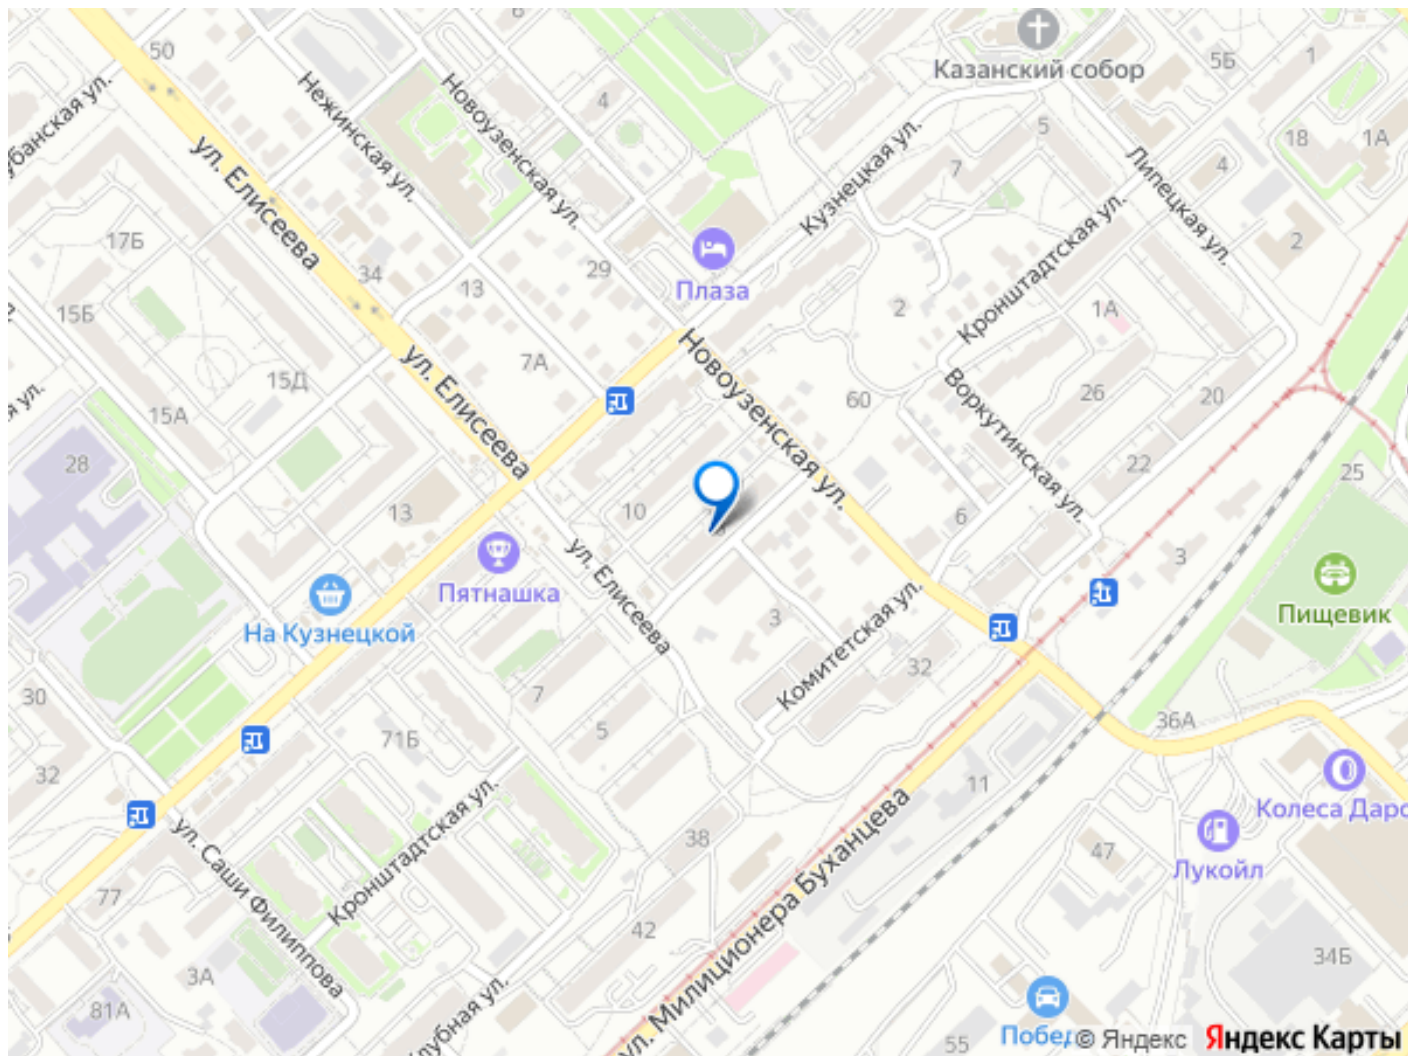 50
6
Казанский собор
5Б
1
Нежинская ул.
Новоузенская ул.
4
18
1А
ул. Елисеева
5
7
4
Липецкая ул.
Кузнецкая ул.
Кронштадтская ул.
17Б
34
13
29
Плаза
2
2
15Б
1А
7А
15Д
15А
ул. Елисеева
Новоузенская ул.
60
Воркутинская ул.
26
20
28
22
25
13
10
6
3
Пятнашка
ул. Елисеева
На Кузнецкой
3
Комитетская ул.
Пищевик
32
30
7
5
71Б
36А
32
11
Колеса Даро
Кронштадтская ул.
ул. Милиционера Буханцева
38
47
Лукойл
77
ул. Саши Филиппова
42
3А
34Б
81А
55
Побед
© Яндекс
Яндекс Карты